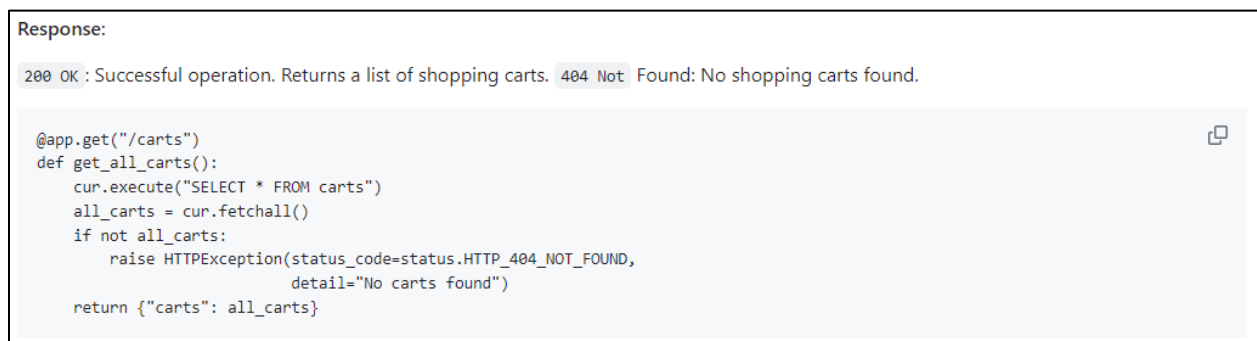 Response:
200 OK : Successful operation. Returns a list of shopping carts. 404 Not Found: No shopping carts found.
@app.get("/carts")
def get_all_carts():
    cur.execute("SELECT * FROM carts")
    all_carts = cur.fetchall()
    if not all_carts:
        raise HTTPException(status_code=status.HTTP_404_NOT_FOUND,
                            detail="No carts found")
    return {"carts": all_carts}